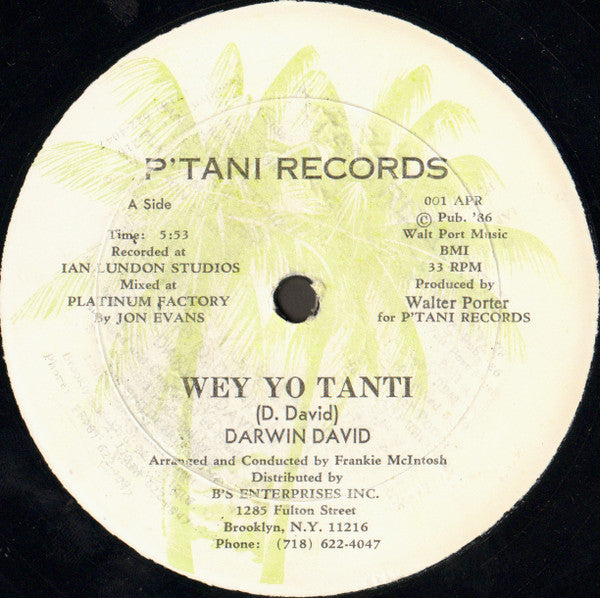 P'TANI RECORDS
A Side
Time: 5:53
Recorded at
IAN LUNDON STUDIOS
Mixed at
PLATINUM FACTORY
By JON EVANS
001 APR
© Pub. '86
Walt Port Music
BMI
33 RPM
Produced by
Walter Porter
for P'TANI RECORDS
WEY YO TANTI
(D. David)
DARWIN DAVID
Arranged and Conducted by Frankie McIntosh
Distributed by
B'S ENTERPRISES INC.
1285 Fulton Street
Brooklyn, N.Y. 11216
Phone: (718) 622-4047